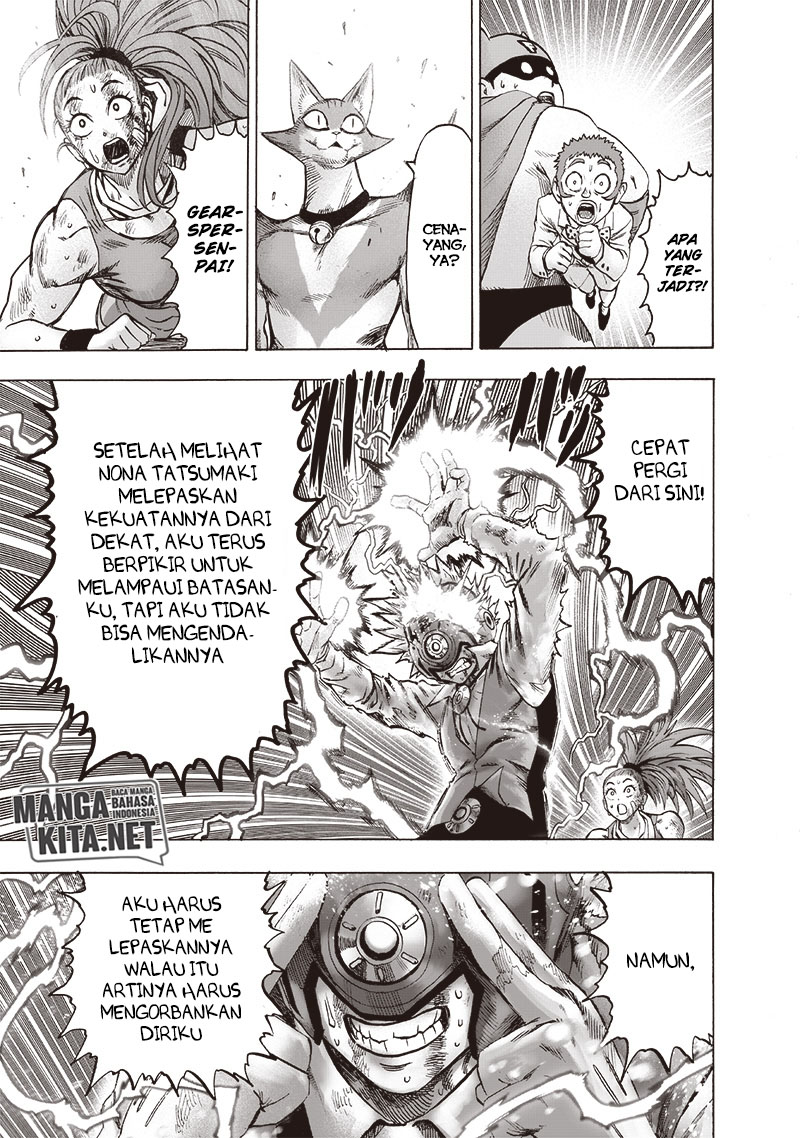 APA
YANG
TER-
JADI?!
CENA-
YANG,
YA?
GEAR-
SPER-
SEN-
PAI!
CEPAT
PERGI
DARI SINI!
SETELAH MELIHAT
NONA TATSUMAKI
MELEPASKAN
KEKUATANNYA DARI
DEKAT, AKU TERUS
BERPIKIR UNTUK
MELAMPAUI BATASAN-
KU, TAPI AKU TIDAK
BISA MENGENDA-
LIKANNYA
MANGA
KITA.NET
BACA MANGA
BAHASA
INDONESIA
NAMUN,
AKU HARUS
TETAP ME
LEPASKANNYA
WALAU ITU
ARTINYA HARUS
MENGORBANKAN
DIRIKU